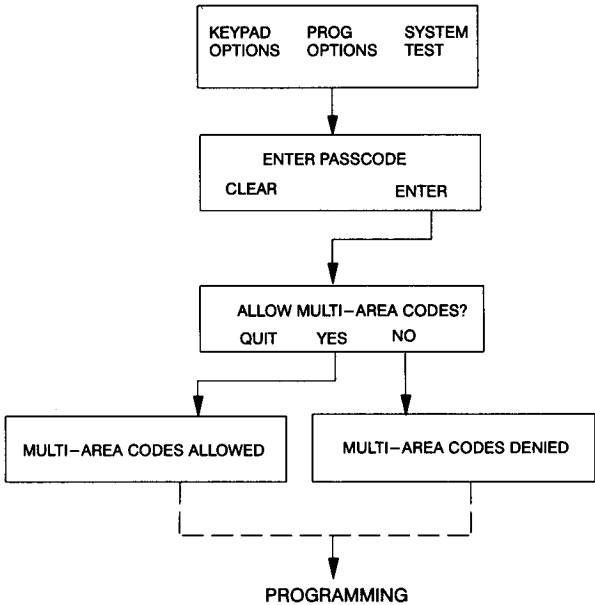 KEYPAD PROG SYSTEM
OPTIONS OPTIONS TEST
ENTER PASSCODE
CLEAR ENTER
ALLOW MULTI-AREA CODES?
QUIT YES NO
MULTI-AREA CODES ALLOWED
MULTI-AREA CODES DENIED
PROGRAMMING